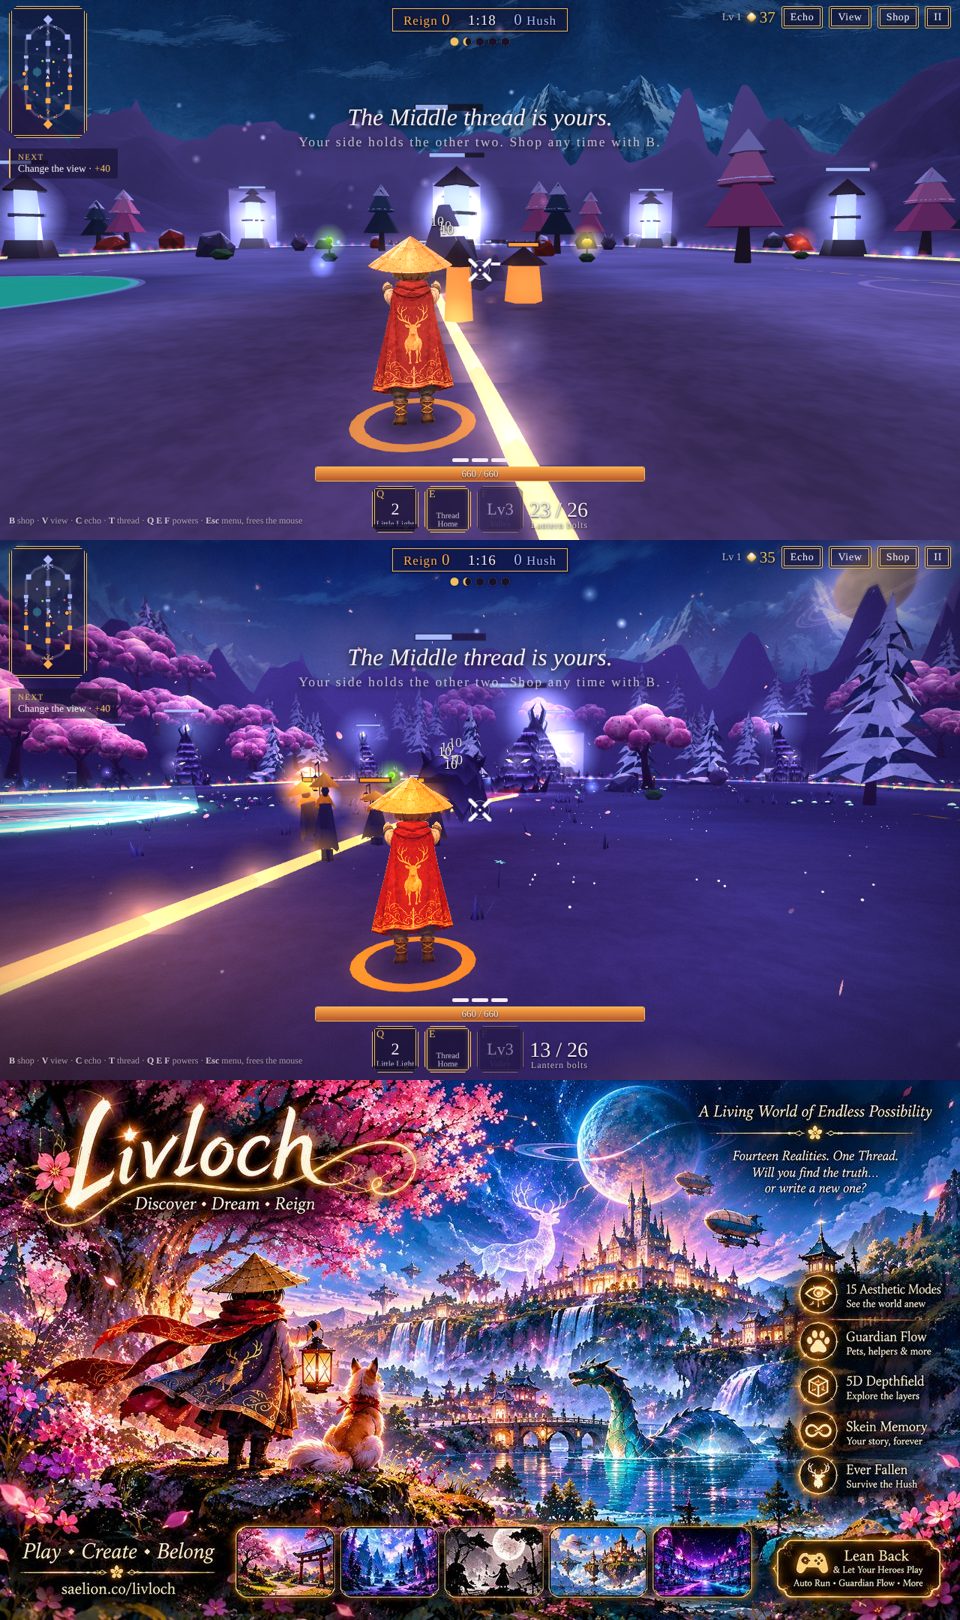 Reign 0 1:18 0 Hush
Lv 1 37 Echo View Shop II
The Middle thread is yours.
Your side holds the other two. Shop any time with B.
NEXT
Change the view · +40
10
10
660 / 660
Q 2 Little Light
E Thread Home
Lv3
23 / 26
Lantern bolts
B shop · V view · C echo · T thread · Q E F powers · Esc menu, frees the mouse
Reign 0 1:16 0 Hush
Lv 1 35 Echo View Shop II
The Middle thread is yours.
Your side holds the other two. Shop any time with B.
NEXT
Change the view · +40
10
10
10
660 / 660
Q 2 Little Light
E Thread Home
Lv3
13 / 26
Lantern bolts
B shop · V view · C echo · T thread · Q E F powers · Esc menu, frees the mouse
Livloch
Discover • Dream • Reign
A Living World of Endless Possibility
Fourteen Realities. One Thread.
Will you find the truth...
or write a new one?
15 Aesthetic Modes
See the world anew
Guardian Flow
Pets, helpers & more
5D Depthfield
Explore the layers
Skein Memory
Your story, forever
Ever Fallen
Survive the Hush
Play • Create • Belong
saelion.co/livloch
Lean Back
& Let Your Heroes Play
Auto Run • Guardian Flow • More